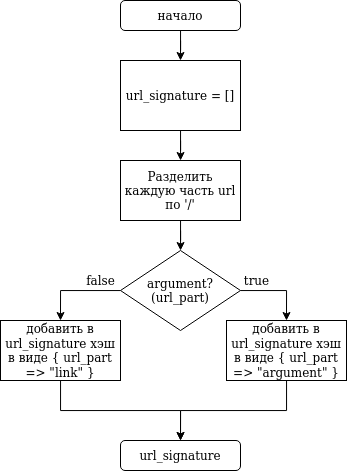 начало
url_signature = []
Разделить
каждую часть url
по '/'
argument?
(url_part)
false
true
добавить в
url_signature хэш
в виде { url_part
=> "link" }
добавить в
url_signature хэш
в виде { url_part
=> "argument" }
url_signature